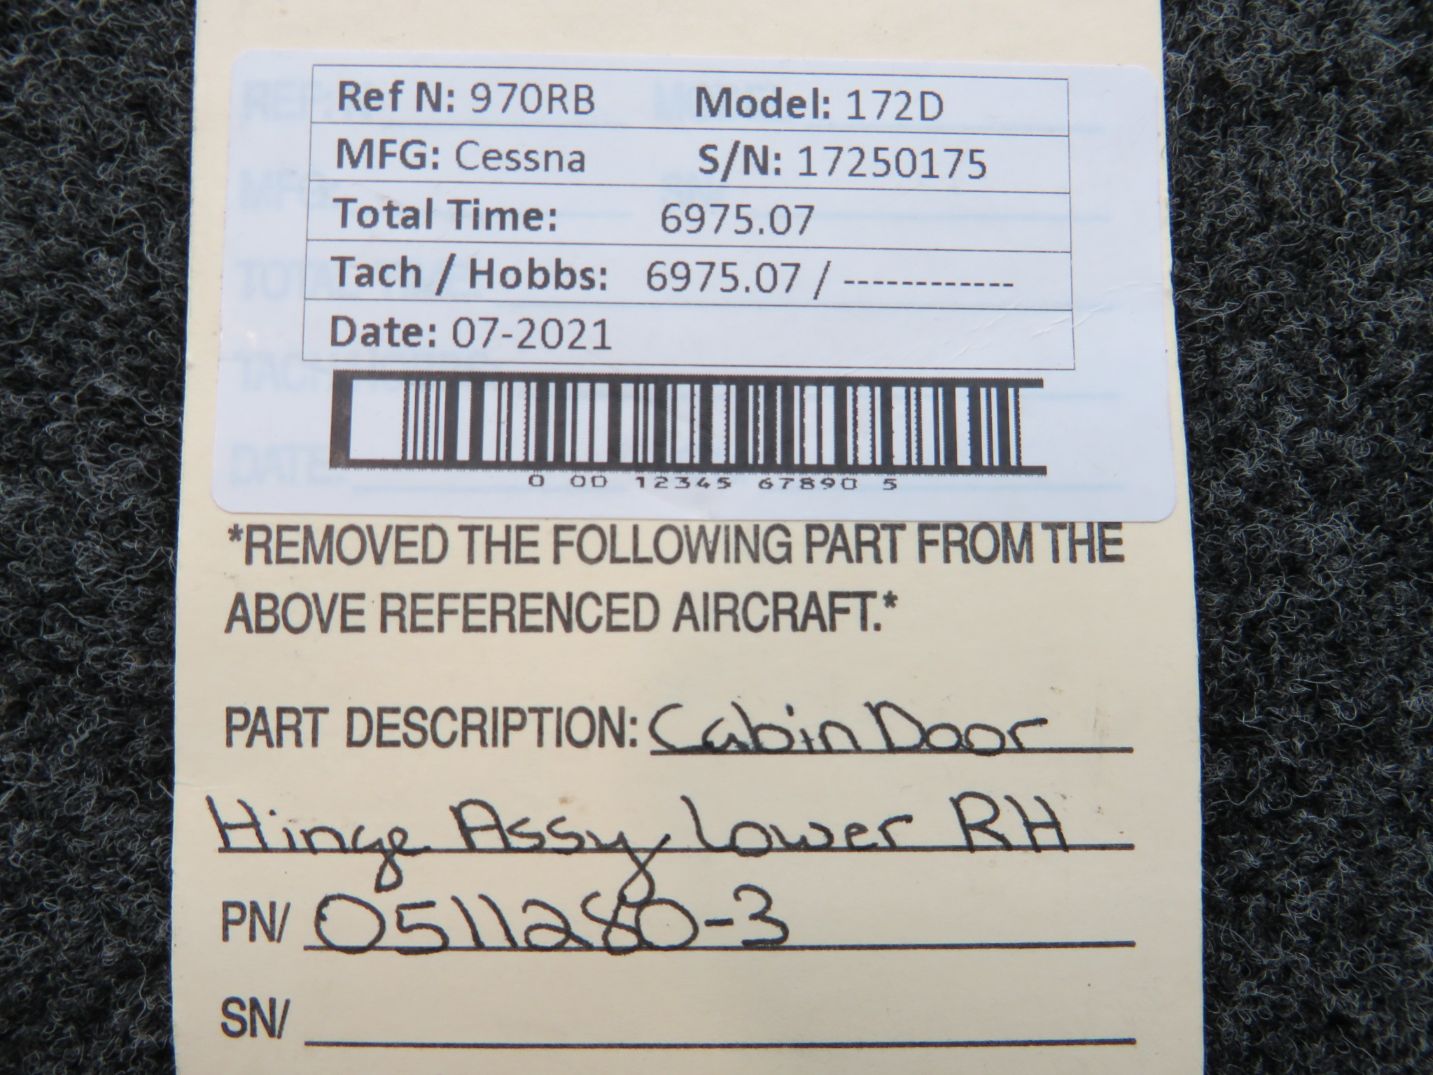 Ref N: 970RB Model: 172D
MFG: Cessna S/N: 17250175
Total Time: 6975.07
Tach / Hobbs: 6975.07 / ------------
Date: 07-2021
0 00 12345 67890 5
*REMOVED THE FOLLOWING PART FROM THE
ABOVE REFERENCED AIRCRAFT.*
PART DESCRIPTION: Cabin Door
Hinge Assy Lower RH
PN/ 0511280-3
SN/